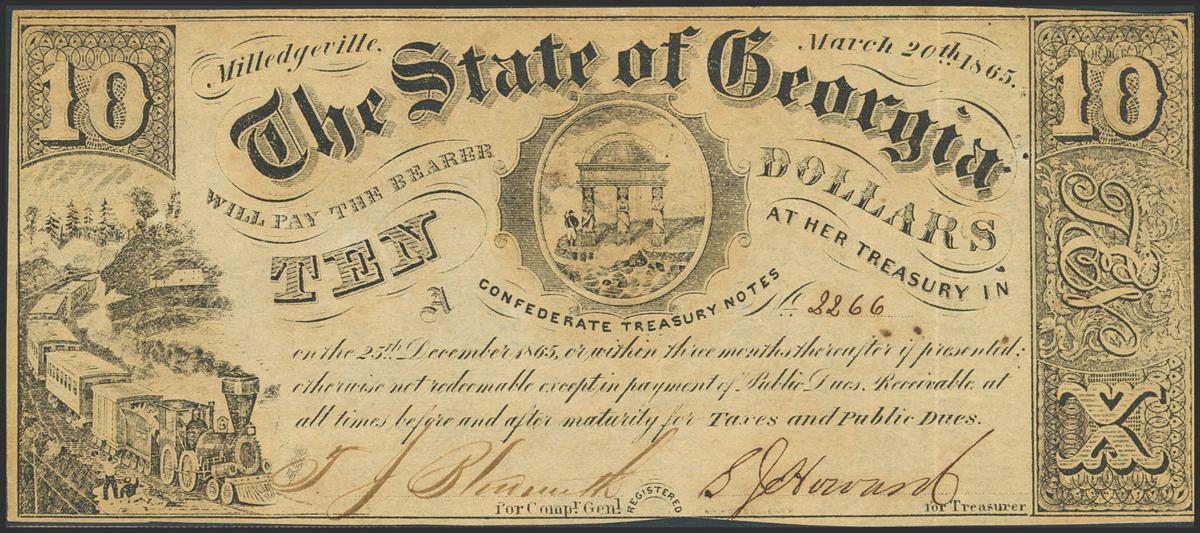 10
Milledgeville,
March 20th, 1865.
10
The State of Georgia
WILL PAY THE BEARER
TEN
DOLLARS
AT HER TREASURY IN
A
CONFEDERATE TREASURY NOTES
No 2266
on the 25th December 1865, or within three months thereafter if presented;
otherwise not redeemable except in payment of Public Dues. Receivable at
all times before and after maturity for Taxes and Public Dues.
TEN
X
T. J.
S J Howard
for Compt. Genl.
REGISTERED
for Treasurer